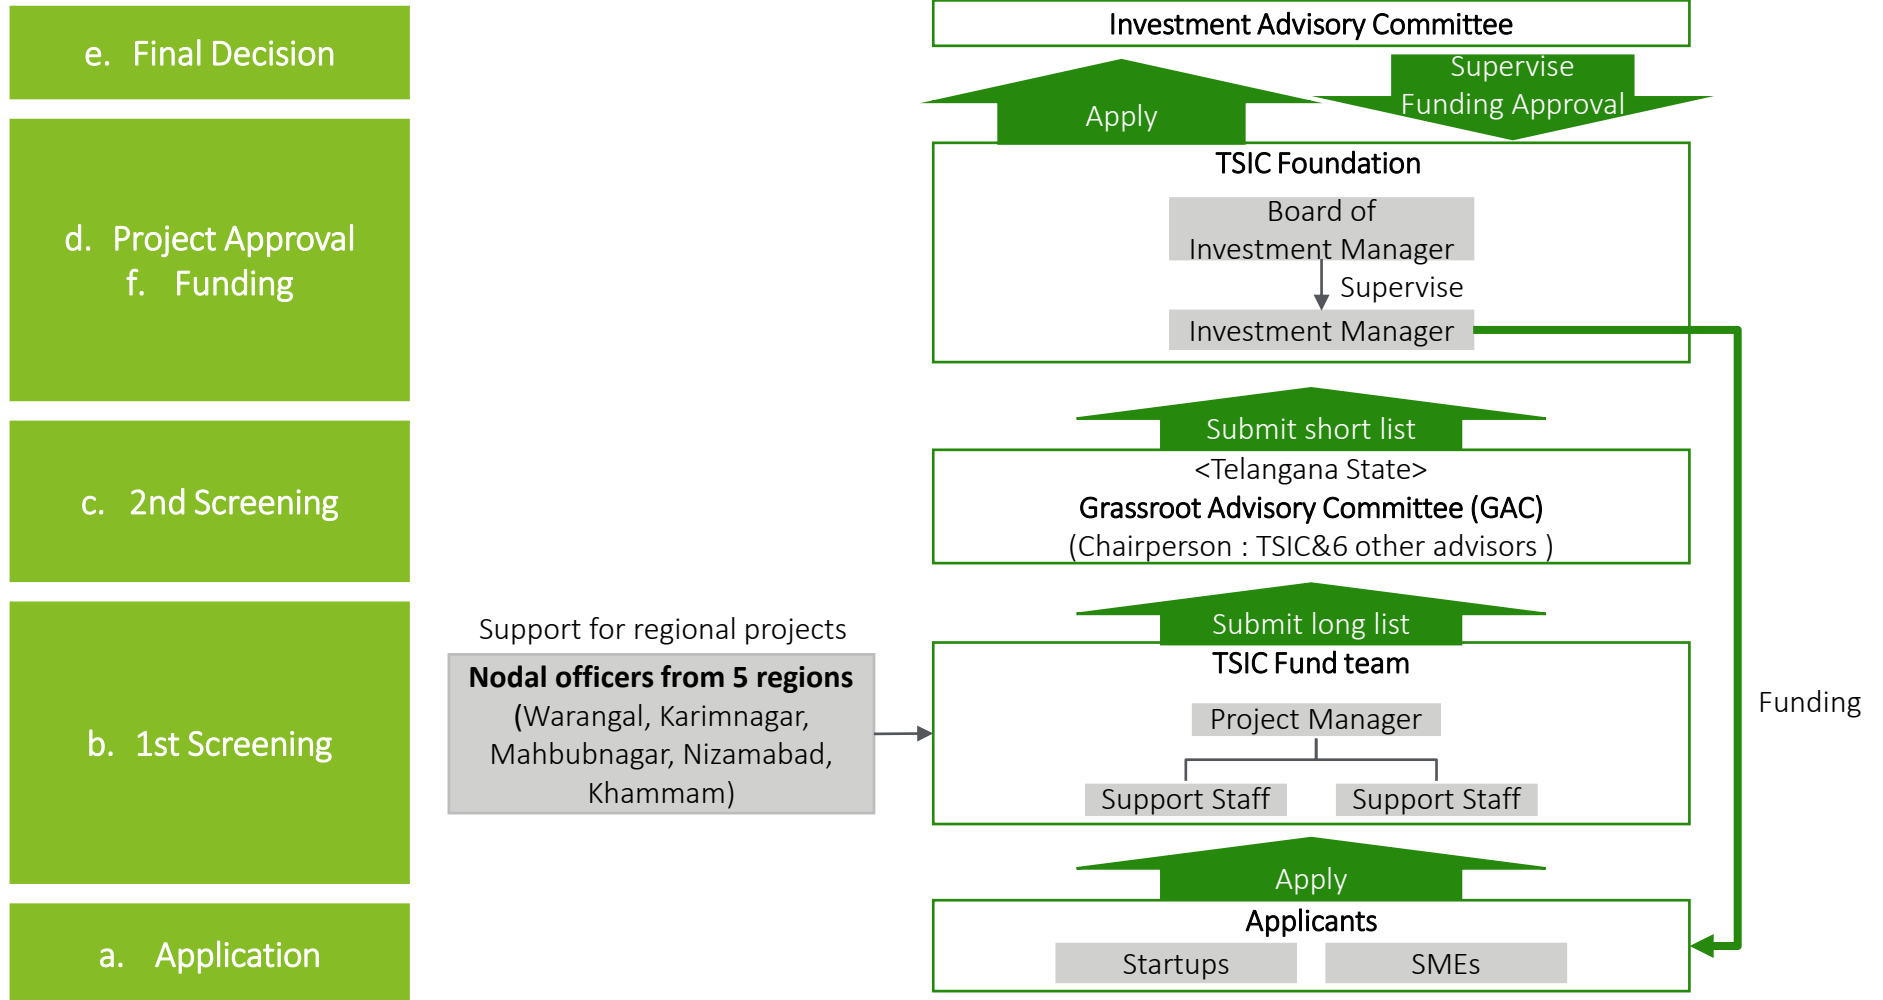 e. Final Decision
Investment Advisory Committee
Apply
Supervise
Funding Approval
d. Project Approval
f. Funding
TSIC Foundation
Board of
Investment Manager
Supervise
Investment Manager
Submit short list
c. 2nd Screening
<Telangana State>
Grassroot Advisory Committee (GAC)
(Chairperson : TSIC&6 other advisors )
Submit long list
b. 1st Screening
Support for regional projects
Nodal officers from 5 regions
(Warangal, Karimnagar,
Mahbubnagar, Nizamabad,
Khammam)
TSIC Fund team
Project Manager
Support Staff
Support Staff
Funding
Apply
a. Application
Applicants
Startups
SMEs